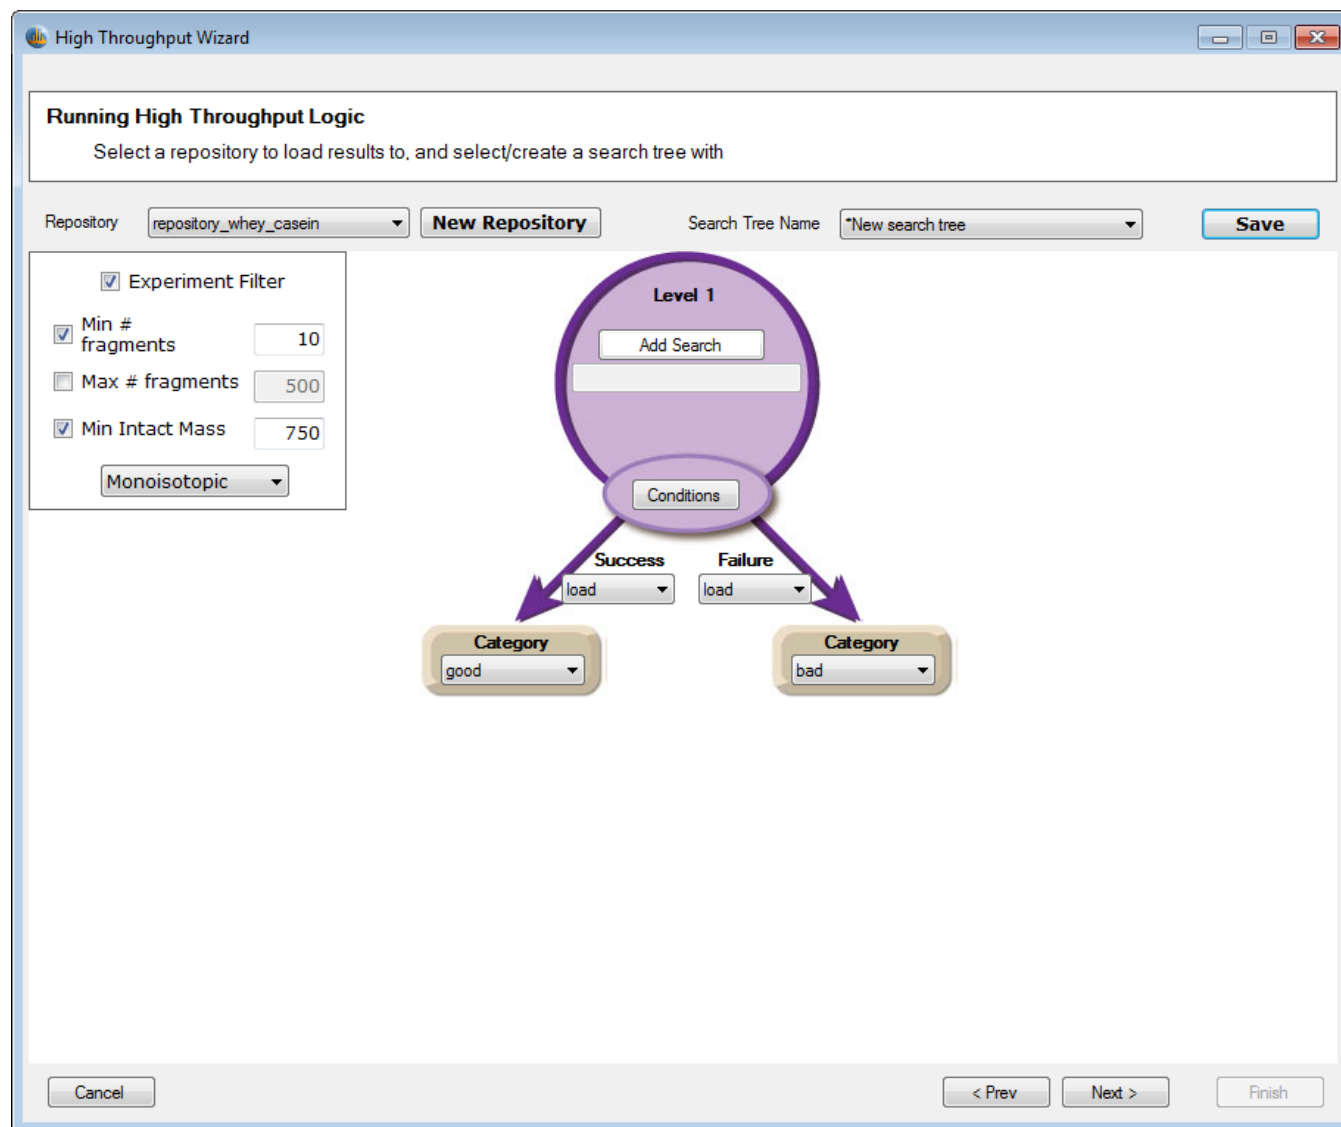 High Throughput Wizard
Running High Throughput Logic
Select a repository to load results to, and select/create a search tree with
Repository
repository_whey_casein
New Repository
Search Tree Name
*New search tree
Save
Experiment Filter
Min #
fragments
10
Max # fragments
500
Min Intact Mass
750
Monoisotopic
Level 1
Add Search
Conditions
Success
Failure
load
load
Category
good
Category
bad
Cancel
< Prev
Next >
Finish